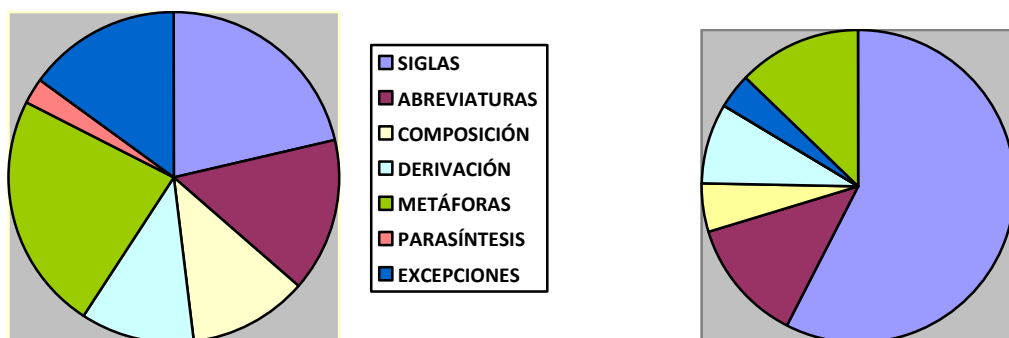 SIGLAS
ABREVIATURAS
COMPOSICIÓN
DERIVACIÓN
METÁFORAS
PARASÍNTESIS
EXCEPCIONES